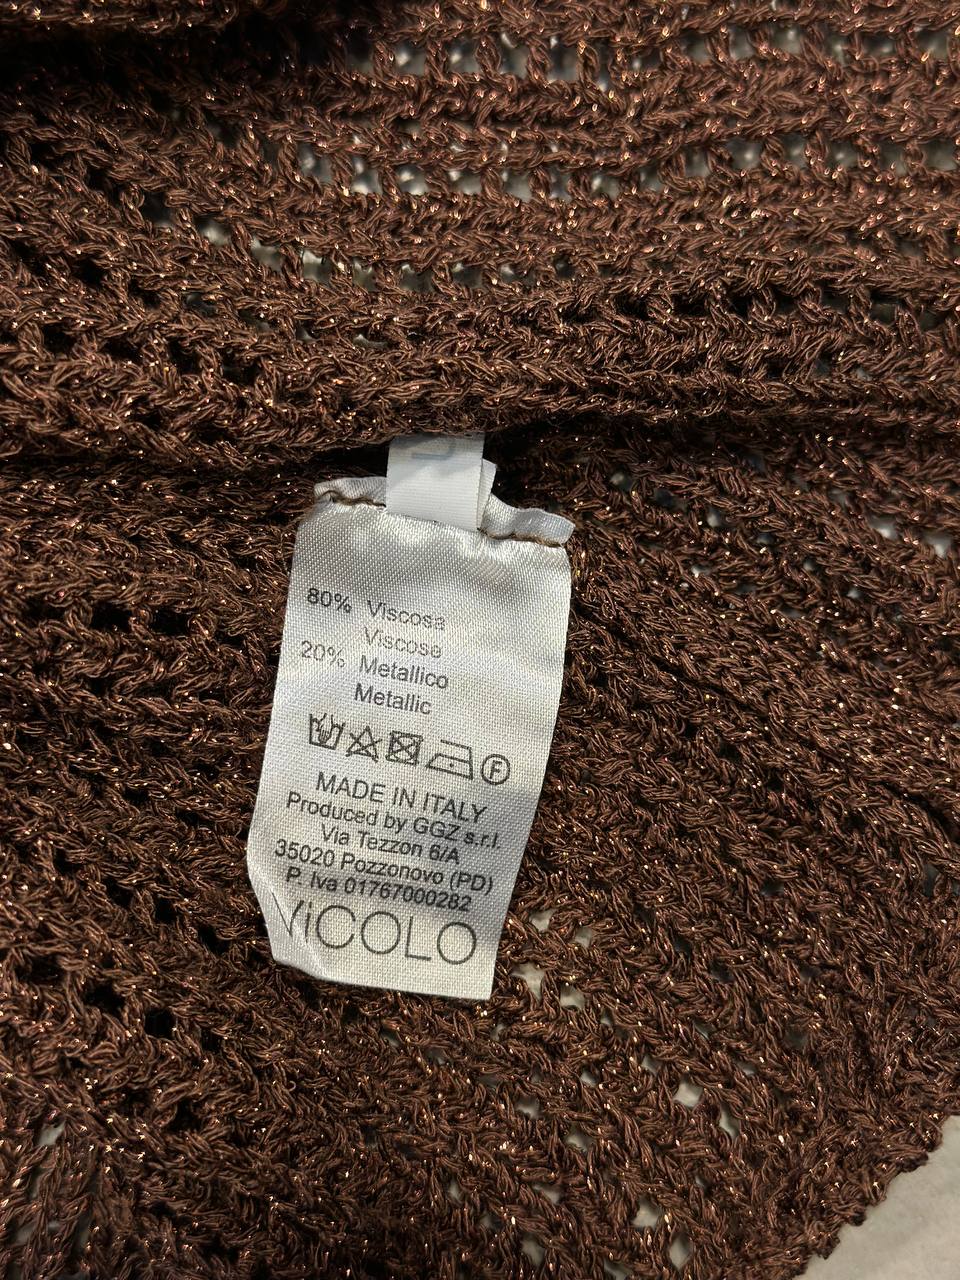 80% Viscosa
Viscose
20% Metallico
Metallic
F
MADE IN ITALY
Produced by GGZ s.r.l.
Via Tezzon 6/A
35020 Pozzonovo (PD)
P. Iva 01767000282
ViCOLO